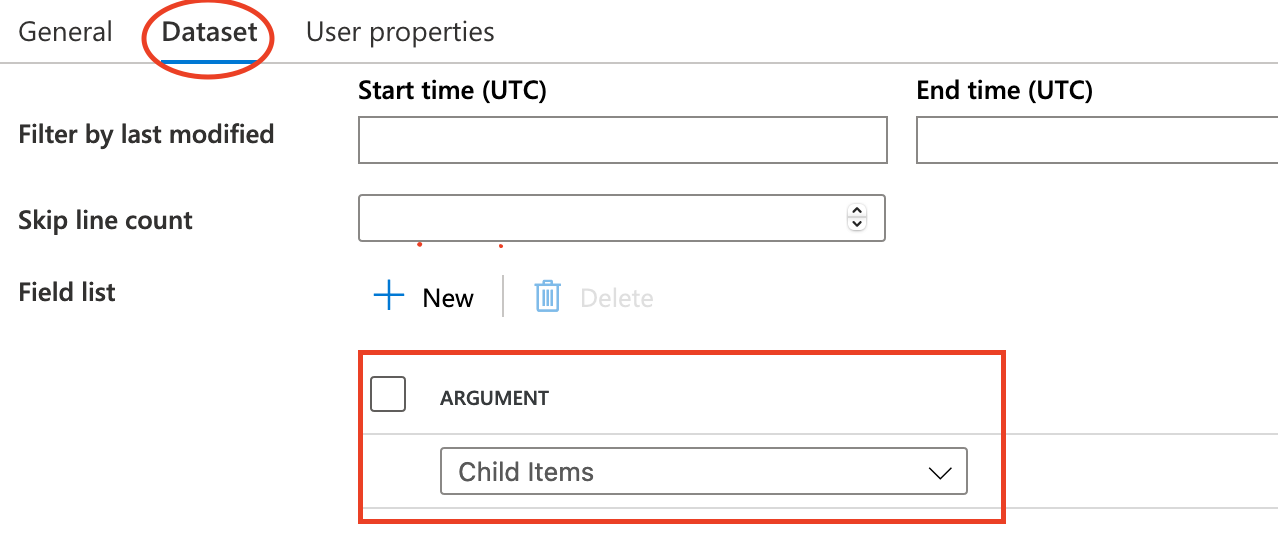 General Dataset User properties
Start time (UTC) End time (UTC)
Filter by last modified
Skip line count
Field list New Delete
ARGUMENT
Child Items